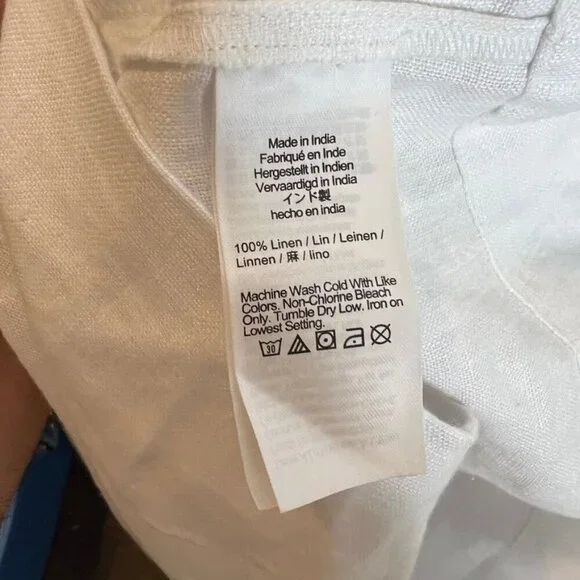 Made in India
Fabriqué en Inde
Hergestellt in Indien
Vervaardigd in India
インド製
hecho en india
100% Linen / Lin / Leinen /
Linnen / 麻 / lino
Machine Wash Cold With Like
Colors. Non-Chlorine Bleach
Only. Tumble Dry Low. Iron on
Lowest Setting.
30